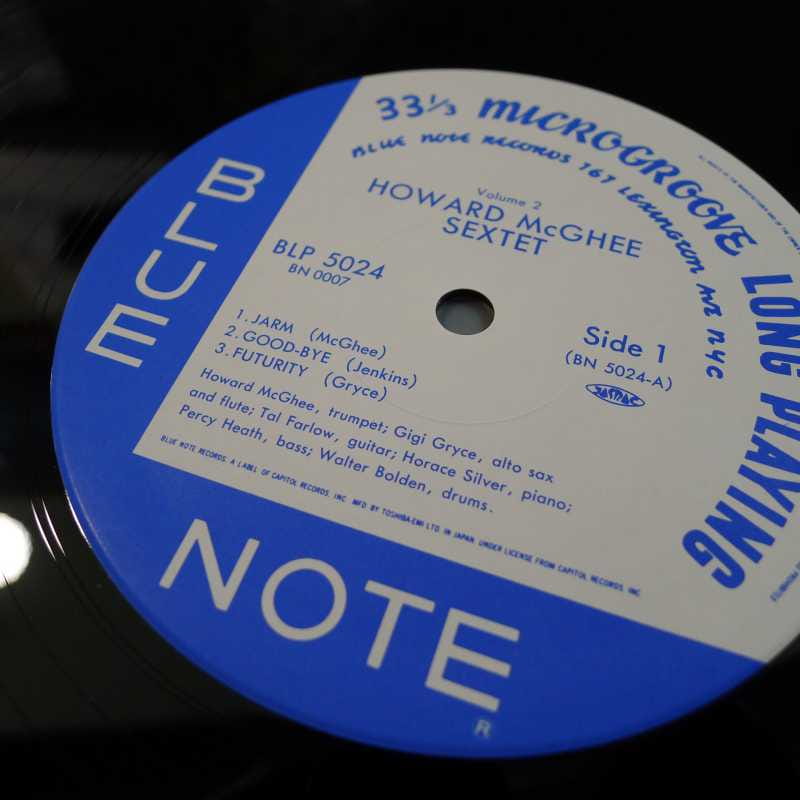 33 1/3 MICROGROOVE LONG PLAYING
BLUE NOTE RECORDS 767 LEXINGTON AVE NYC
Volume 2
HOWARD McGHEE
SEXTET
BLP 5024
BN 0007
Side 1
(BN 5024-A)
JASRAC
1. JARM (McGhee)
2. GOOD-BYE (Jenkins)
3. FUTURITY (Gryce)
Howard McGhee, trumpet; Gigi Gryce, alto sax
and flute; Tal Farlow, guitar; Horace Silver, piano;
Percy Heath, bass; Walter Bolden, drums.
BLUE NOTE RECORDS. A LABEL OF CAPITOL RECORDS, INC. MFD BY TOSHIBA-EMI LTD. IN JAPAN UNDER LICENSE FROM CAPITOL RECORDS, INC.
BLUE
NOTE
®